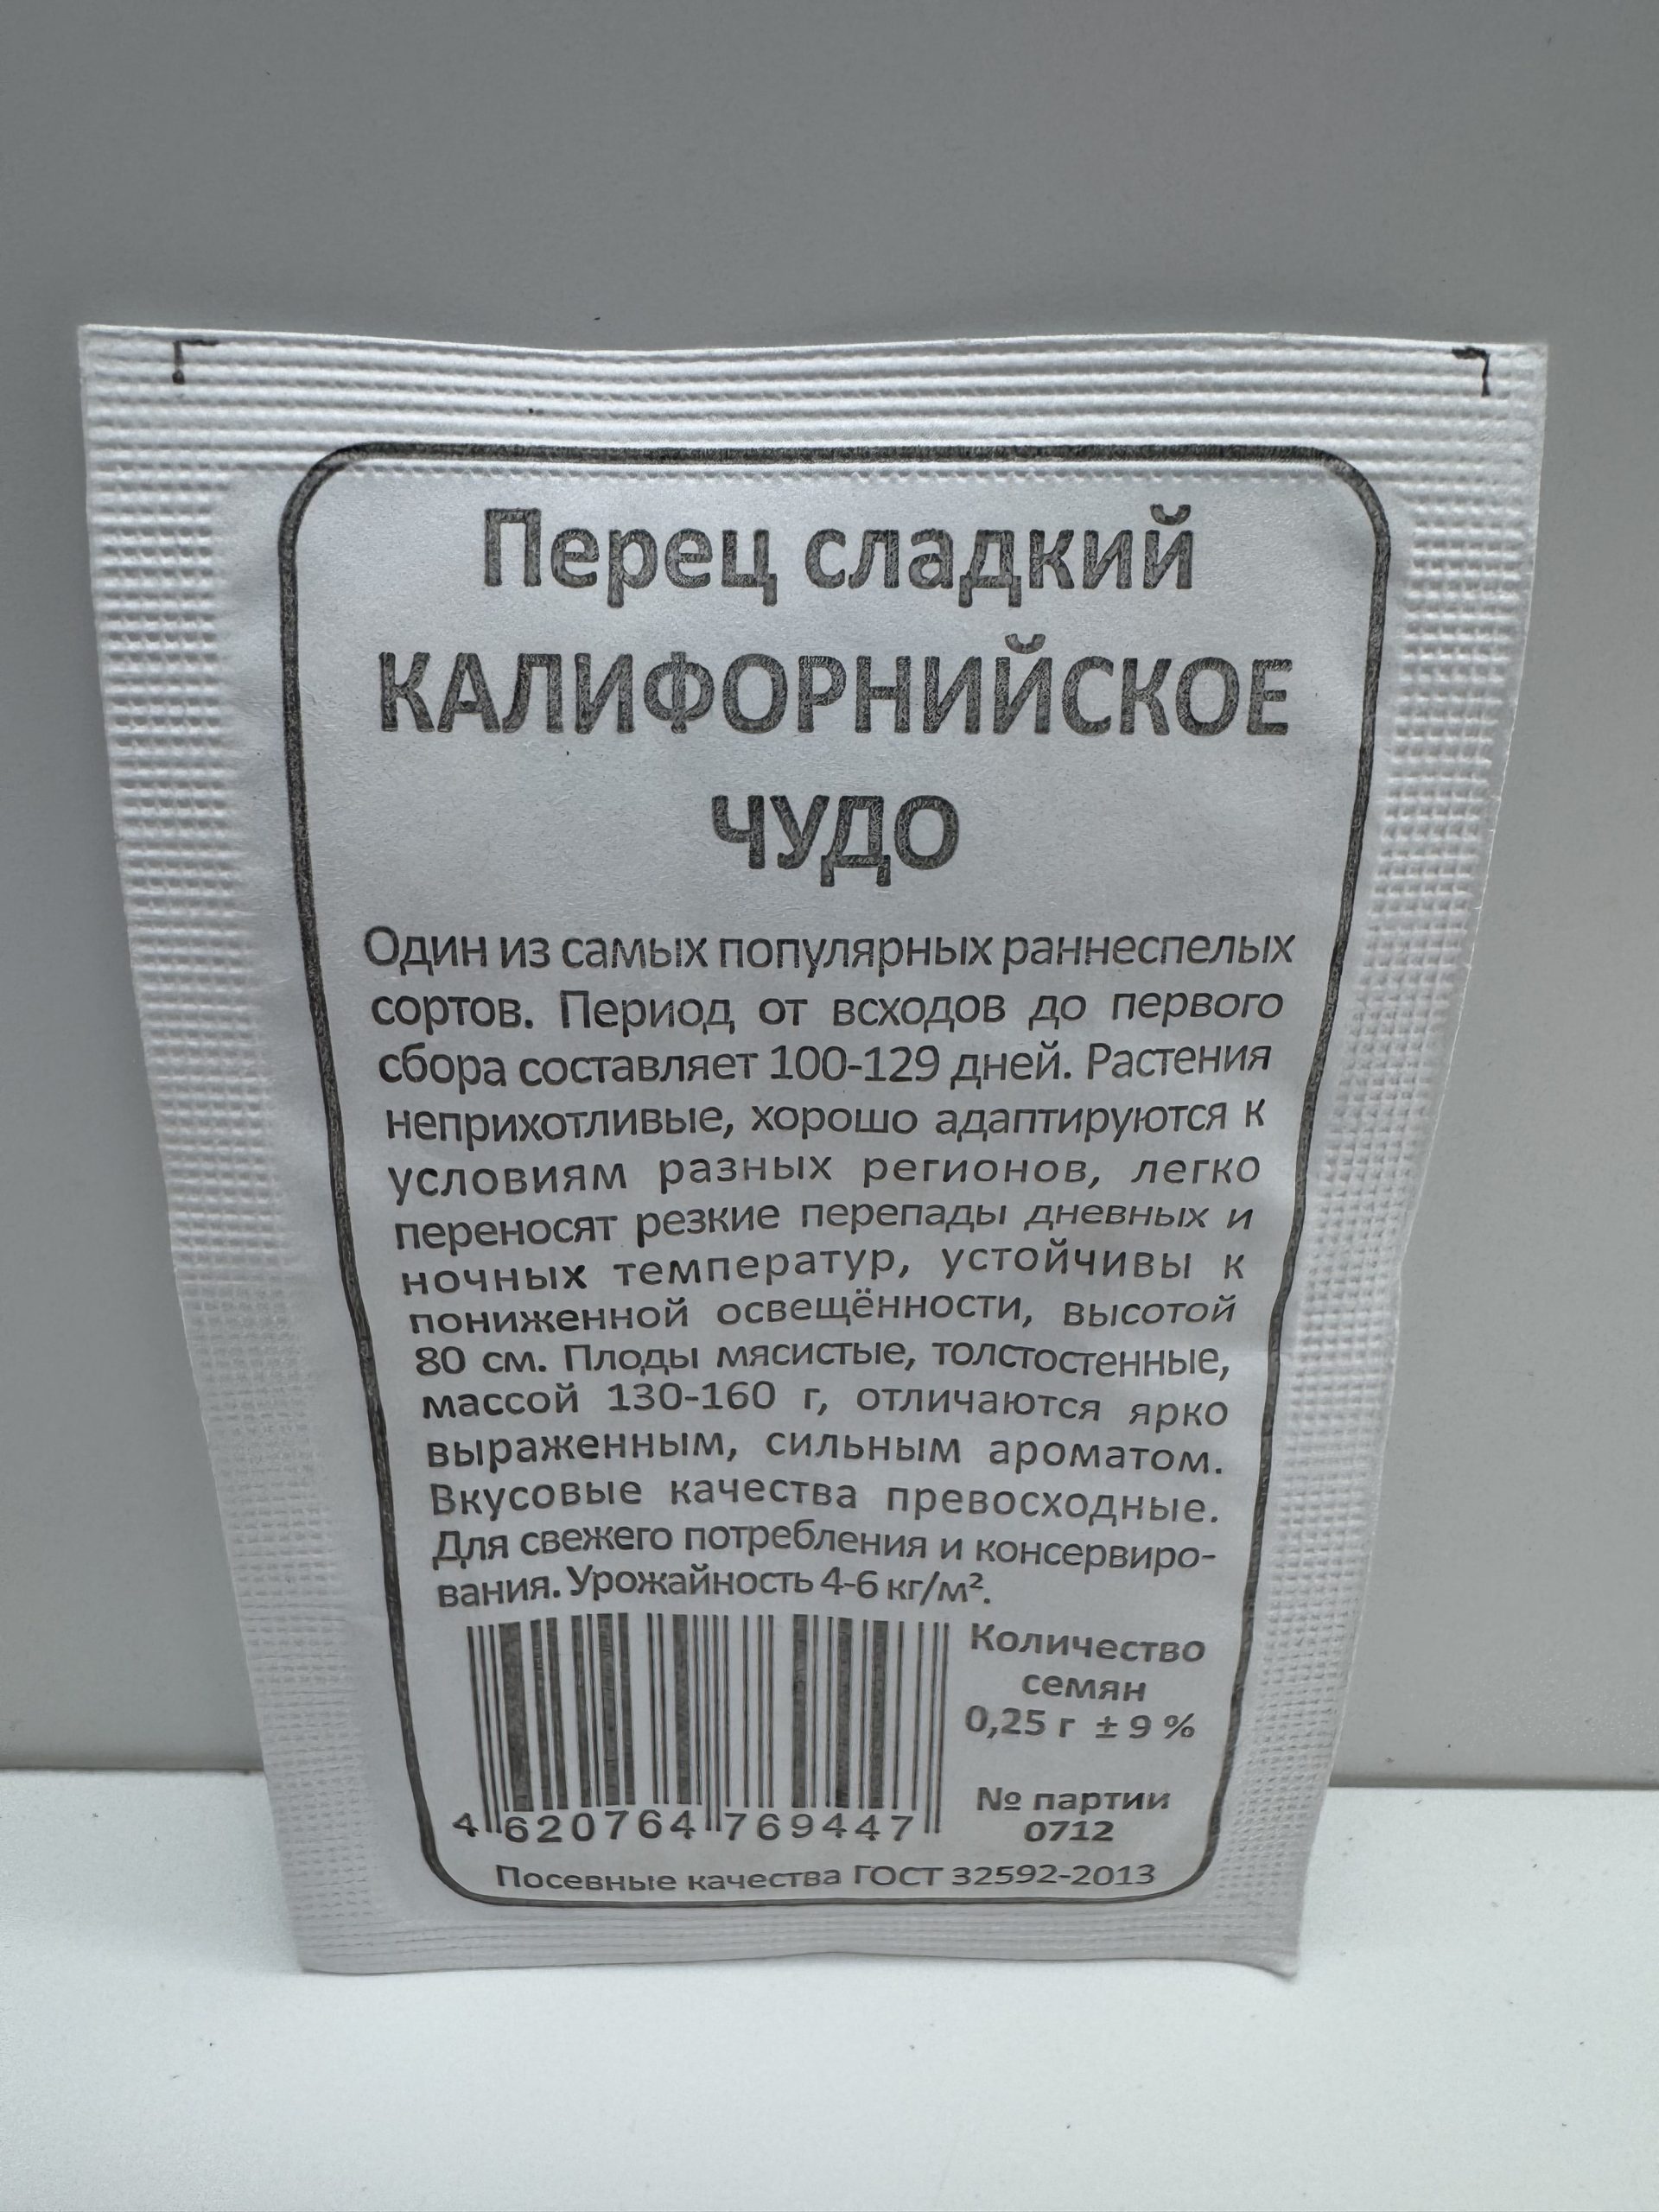 Перец сладкий
КАЛИФОРНИЙСКОЕ
ЧУДО
Один из самых популярных раннеспелых
сортов. Период от всходов до первого
сбора составляет 100-129 дней. Растения
неприхотливые, хорошо адаптируются к
условиям разных регионов, легко
переносят резкие перепады дневных и
ночных температур, устойчивы к
пониженной освещённости, высотой
80 см. Плоды мясистые, толстостенные,
массой 130-160 г, отличаются ярко
выраженным, сильным ароматом.
Вкусовые качества превосходные.
Для свежего потребления и консервиро-
вания. Урожайность 4-6 кг/м².
Количество
семян
0,25 г ± 9 %
№ партии
0712
4 620764 769447
Посевные качества ГОСТ 32592-2013